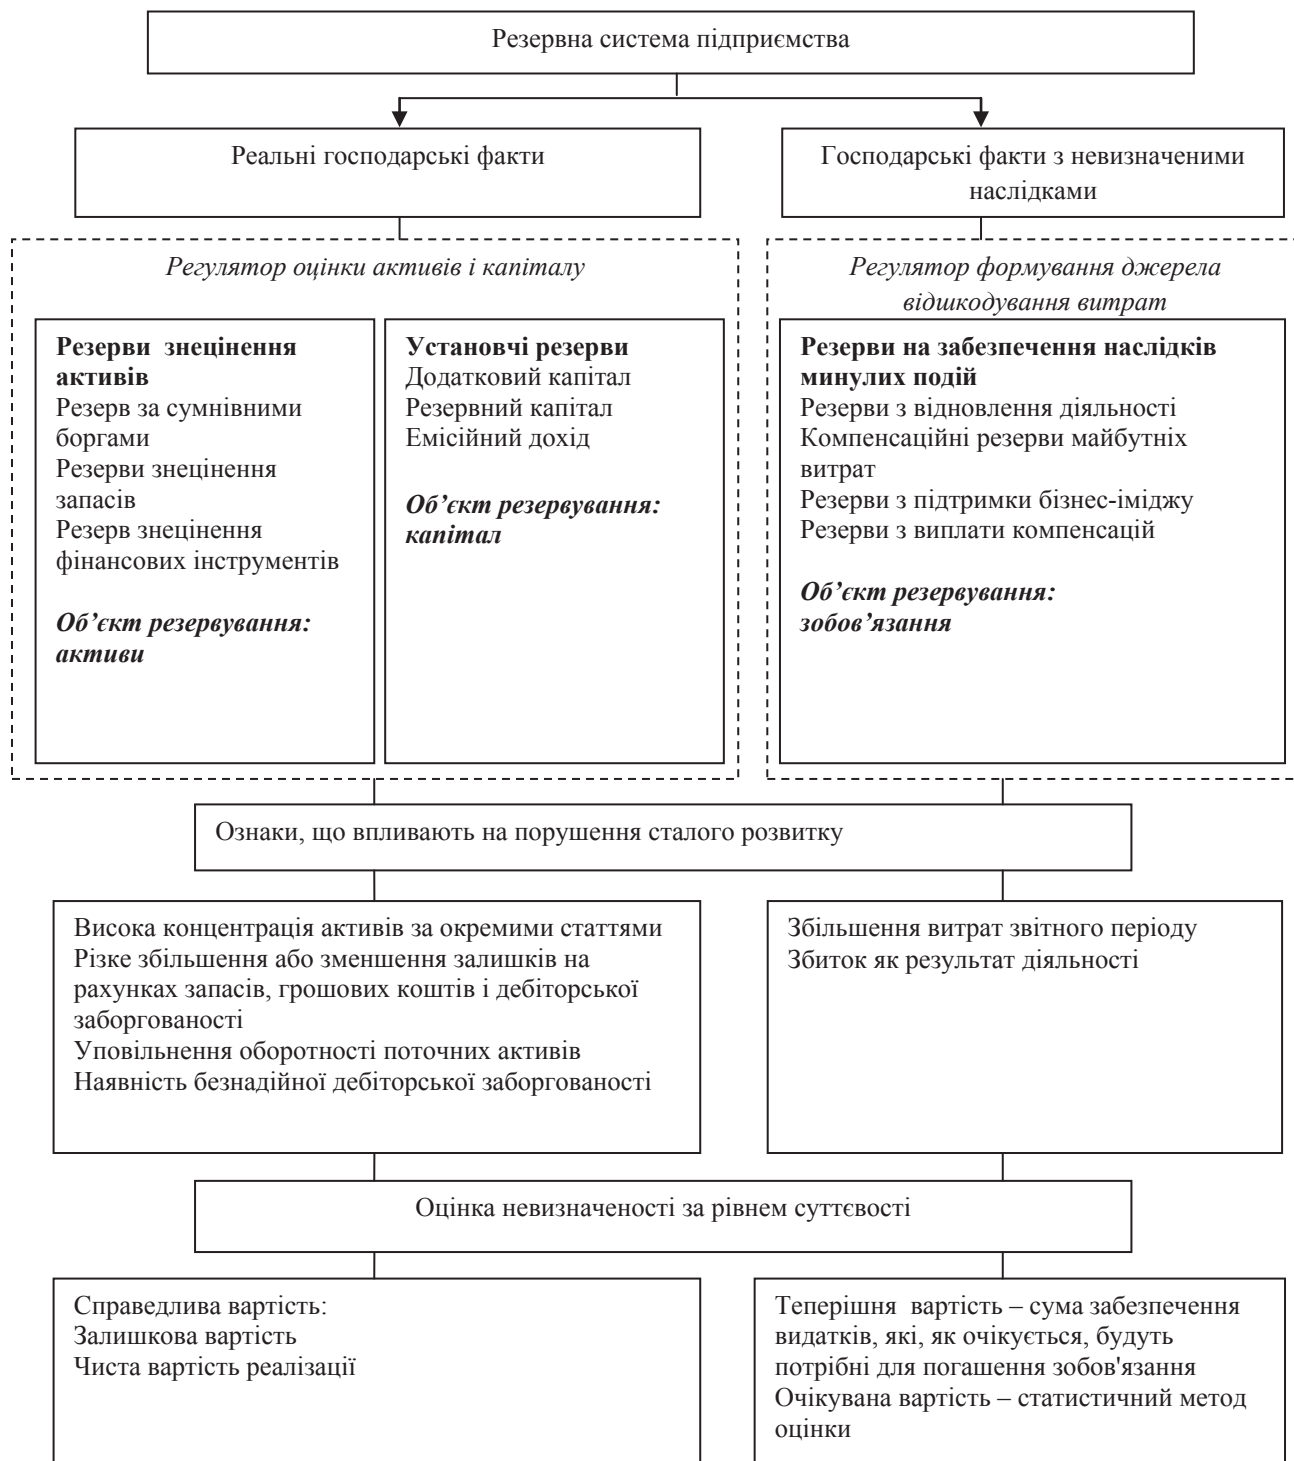 Резервна система підприємства
Реальні господарські факти
Господарські факти з невизначеними
наслідками
Регулятор оцінки активів і капіталу
Резерви знецінення
активів
Резерв за сумнівними
боргами
Резерви знецінення
запасів
Резерв знецінення
фінансових інструментів
Об’єкт резервування:
активи
Установчі резерви
Додатковий капітал
Резервний капітал
Емісійний дохід
Об’єкт резервування:
капітал
Регулятор формування джерела
відшкодування витрат
Резерви на забезпечення наслідків
минулих подій
Резерви з відновлення діяльності
Компенсаційні резерви майбутніх
витрат
Резерви з підтримки бізнес-іміджу
Резерви з виплати компенсацій
Об’єкт резервування:
зобов’язання
Ознаки, що впливають на порушення сталого розвитку
Висока концентрація активів за окремими статтями
Різке збільшення або зменшення залишків на
рахунках запасів, грошових коштів і дебіторської
заборгованості
Уповільнення оборотності поточних активів
Наявність безнадійної дебіторської заборгованості
Збільшення витрат звітного періоду
Збиток як результат діяльності
Оцінка невизначеності за рівнем суттєвості
Справедлива вартість:
Залишкова вартість
Чиста вартість реалізації
Теперішня вартість – сума забезпечення
видатків, які, як очікується, будуть
потрібні для погашення зобов'язання
Очікувана вартість – статистичний метод
оцінки